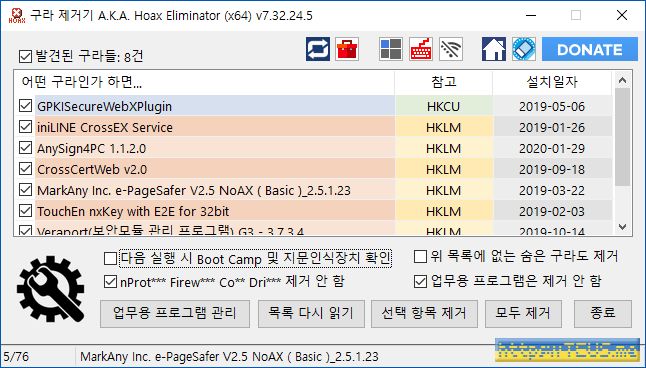 HOAX
구라 제거기 A.K.A. Hoax Eliminator (x64) v7.32.24.5
발견된 구라들: 8건
DONATE
어떤 구라인가 하면... 참고 설치일자
GPKISecureWebXPlugin HKCU 2019-05-06
iniLINE CrossEX Service HKLM 2019-01-26
AnySign4PC 1.1.2.0 HKLM 2020-01-29
CrossCertWeb v2.0 HKLM 2019-09-18
MarkAny Inc. e-PageSafer V2.5 NoAX ( Basic )_2.5.1.23 HKLM 2019-03-22
TouchEn nxKey with E2E for 32bit HKLM 2019-02-03
Veraport(보안모듈 관리 프로그램) G3 - 3,7,3,4 HKLM 2019-10-14
다음 실행 시 Boot Camp 및 지문인식장치 확인
위 목록에 없는 숨은 구라도 제거
nProt*** Firew*** Co** Dri*** 제거 안 함
업무용 프로그램은 제거 안 함
업무용 프로그램 관리 목록 다시 읽기 선택 항목 제거 모두 제거 종료
5/76 MarkAny Inc. e-PageSafer V2.5 NoAX ( Basic )_2.5.1.23